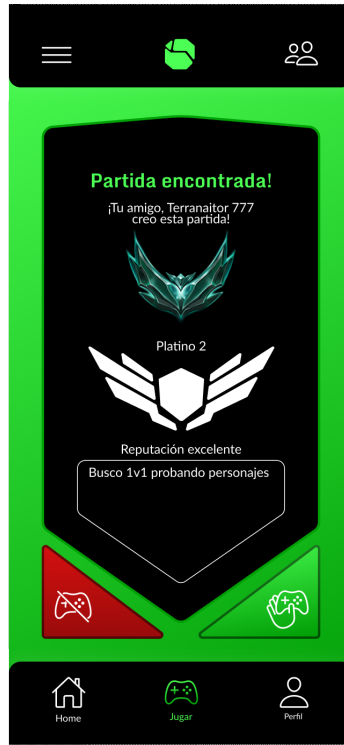 Partida encontrada!
¡Tu amigo, Terranaitor 777
creo esta partida!
Platino 2
Reputación excelente
Busco 1v1 probando personajes
Home
Jugar
Perfil